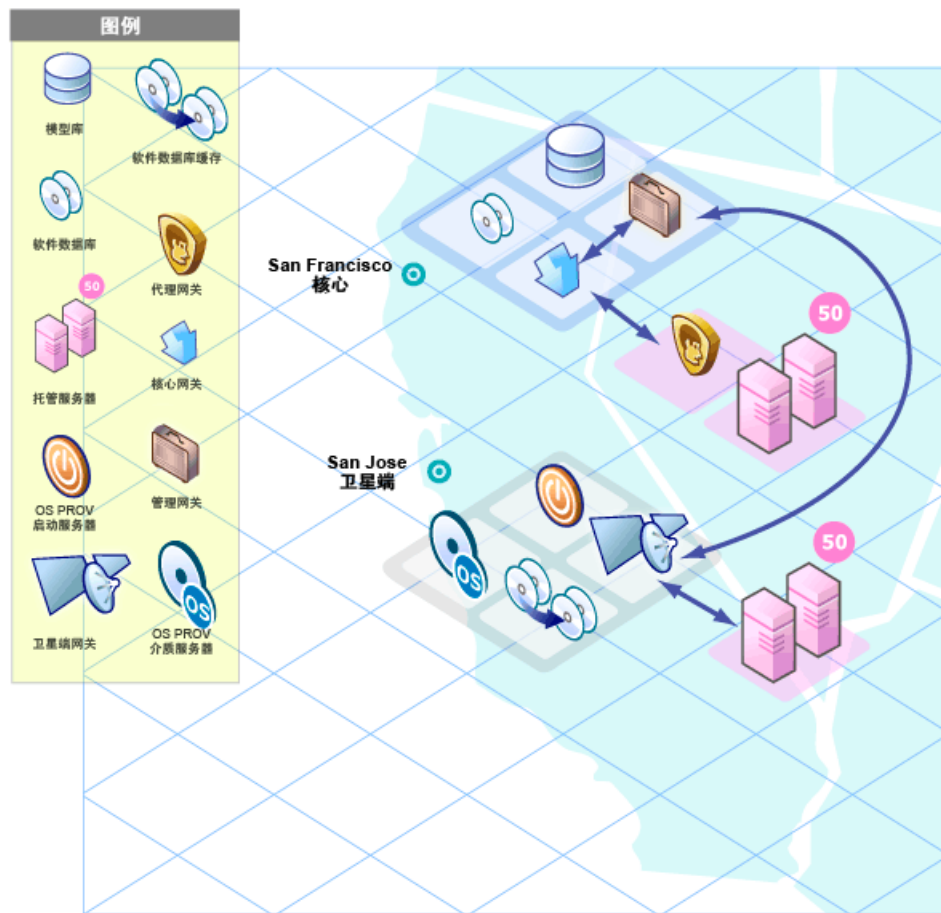 图例
模型库
软件数据库缓存
软件数据库
代理网关
50
托管服务器
核心网关
OS PROV
启动服务器
管理网关
卫星端网关
OS PROV
介质服务器
OS
San Francisco
核心
50
San Jose
卫星端
OS
50